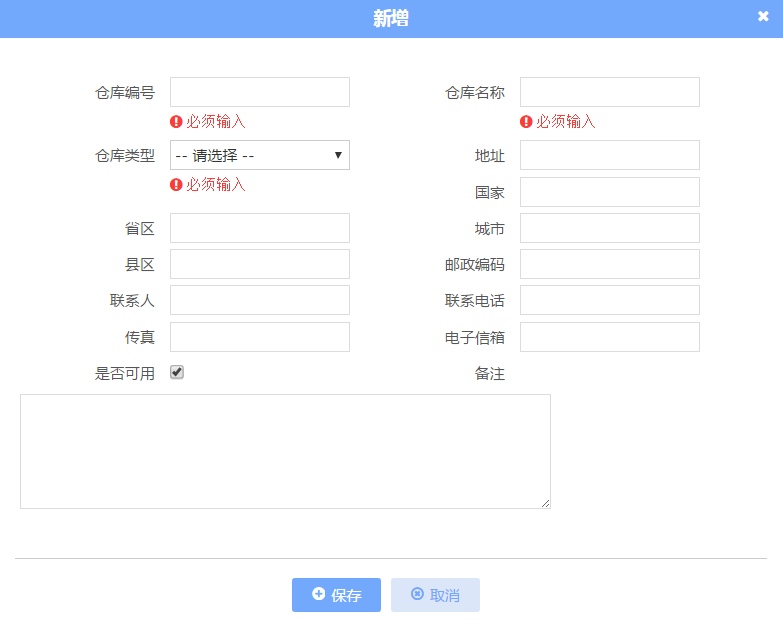 新增
仓库编号 仓库名称
必须输入 必须输入
仓库类型 -- 请选择 -- 地址
必须输入
国家
省区 城市
县区 邮政编码
联系人 联系电话
传真 电子信箱
是否可用 备注
保存 取消